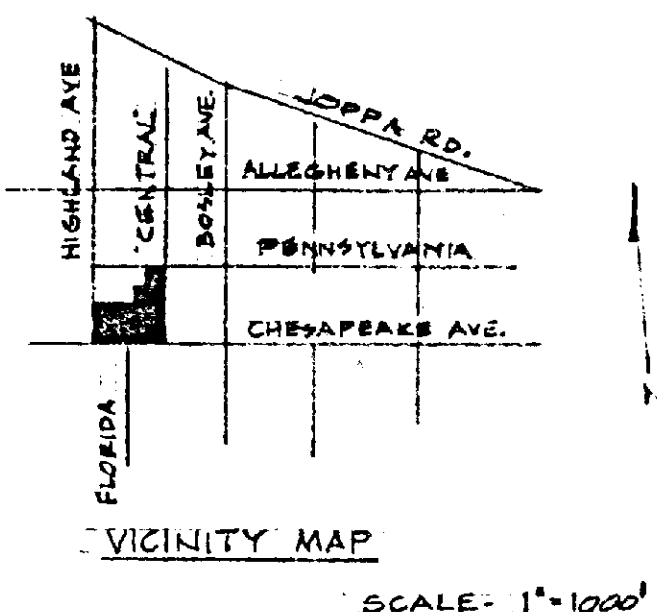 JOPPA RD.
HIGHLAND AVE
CENTRAL
BOSLEY AVE.
ALLEGHENY AVE
PENNSYLVANIA
CHESAPEAKE AVE.
FLORIDA
VICINITY MAP
SCALE- 1"=1000'